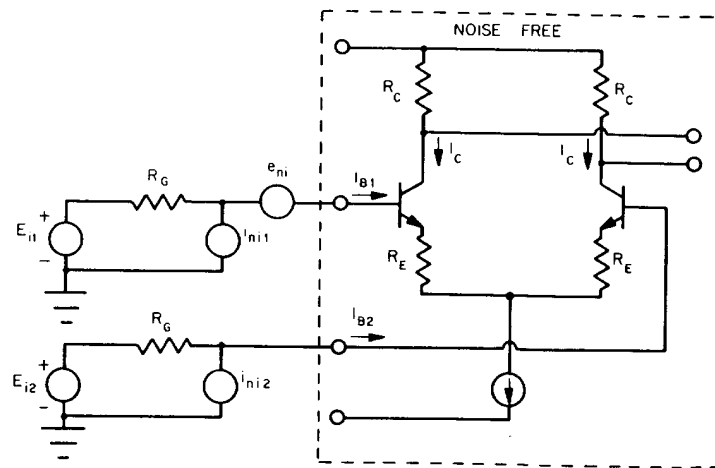 NOISE FREE
R_C
R_C
I_C
I_C
e_ni
R_G
I_B1
E_i1
+
-
i_ni1
R_E
R_E
R_G
I_B2
E_i2
+
-
i_ni2